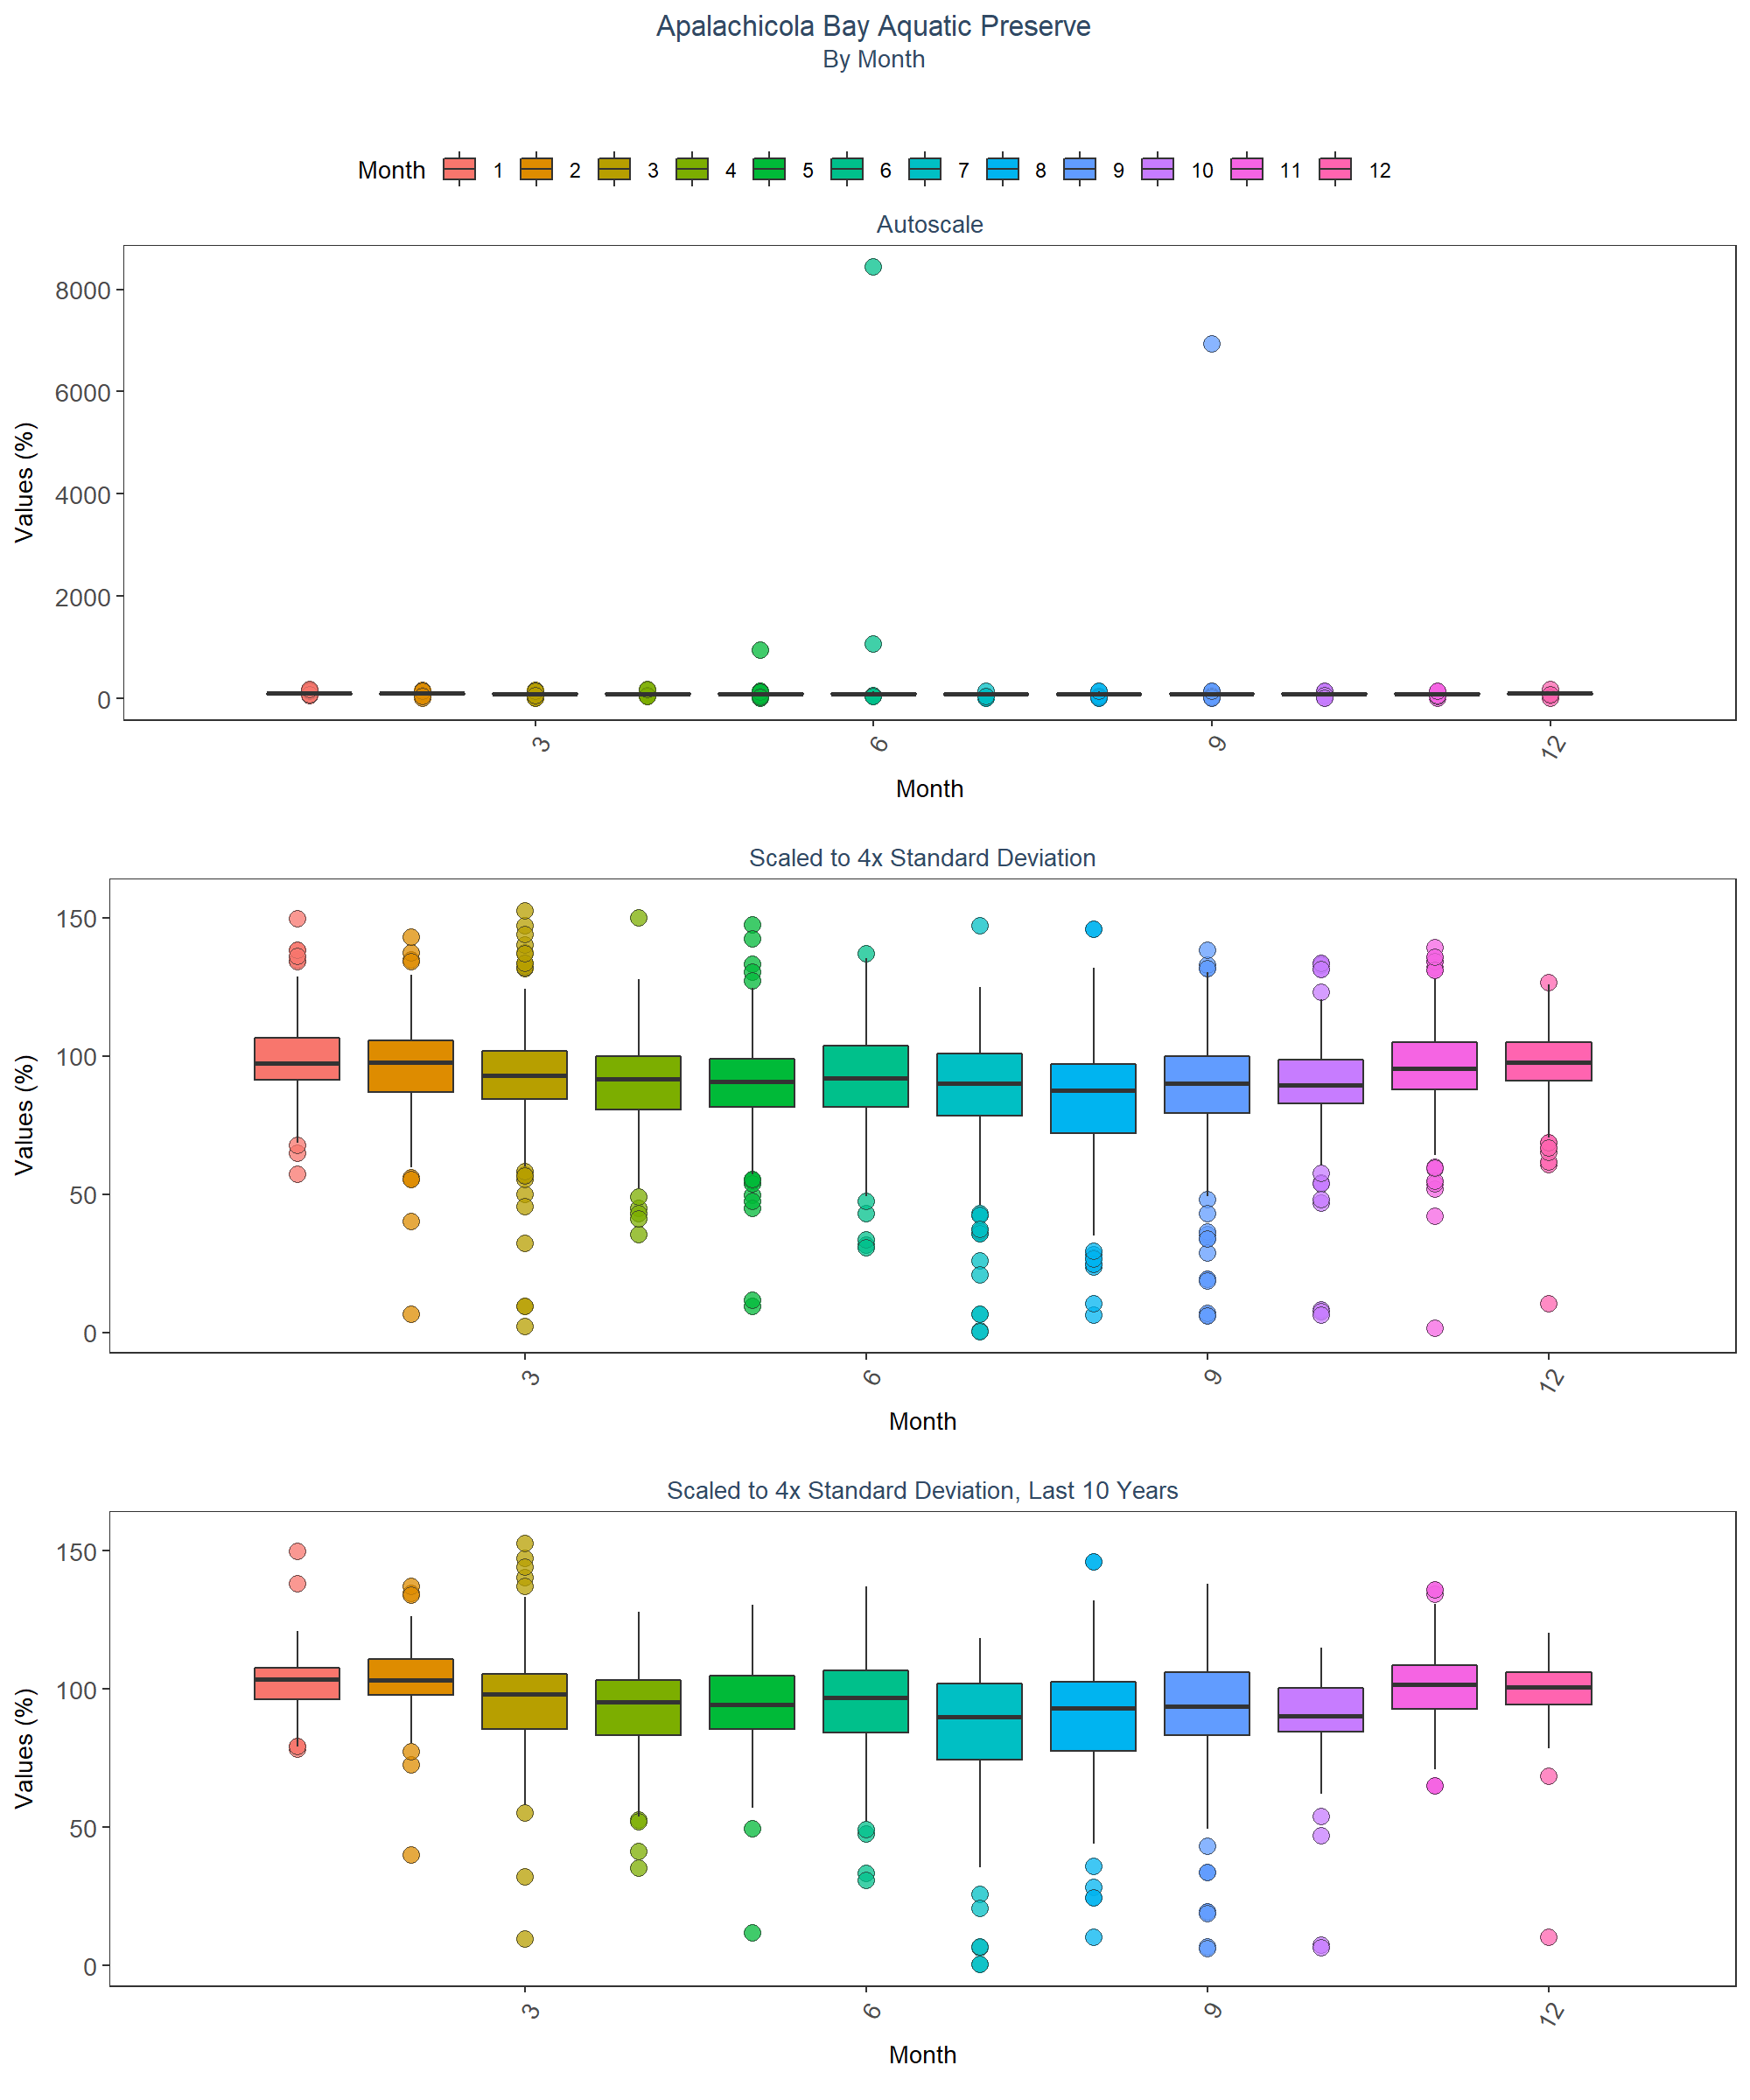 Apalachicola Bay Aquatic Preserve
By Month
Month 1 2 3 4 5 6 7 8 9 10 11 12
Autoscale
Values (%)
8000
6000
4000
2000
0
3 6 9 12
Month
Scaled to 4x Standard Deviation
Values (%)
150
100
50
0
3 6 9 12
Month
Scaled to 4x Standard Deviation, Last 10 Years
Values (%)
150
100
50
0
3 6 9 12
Month